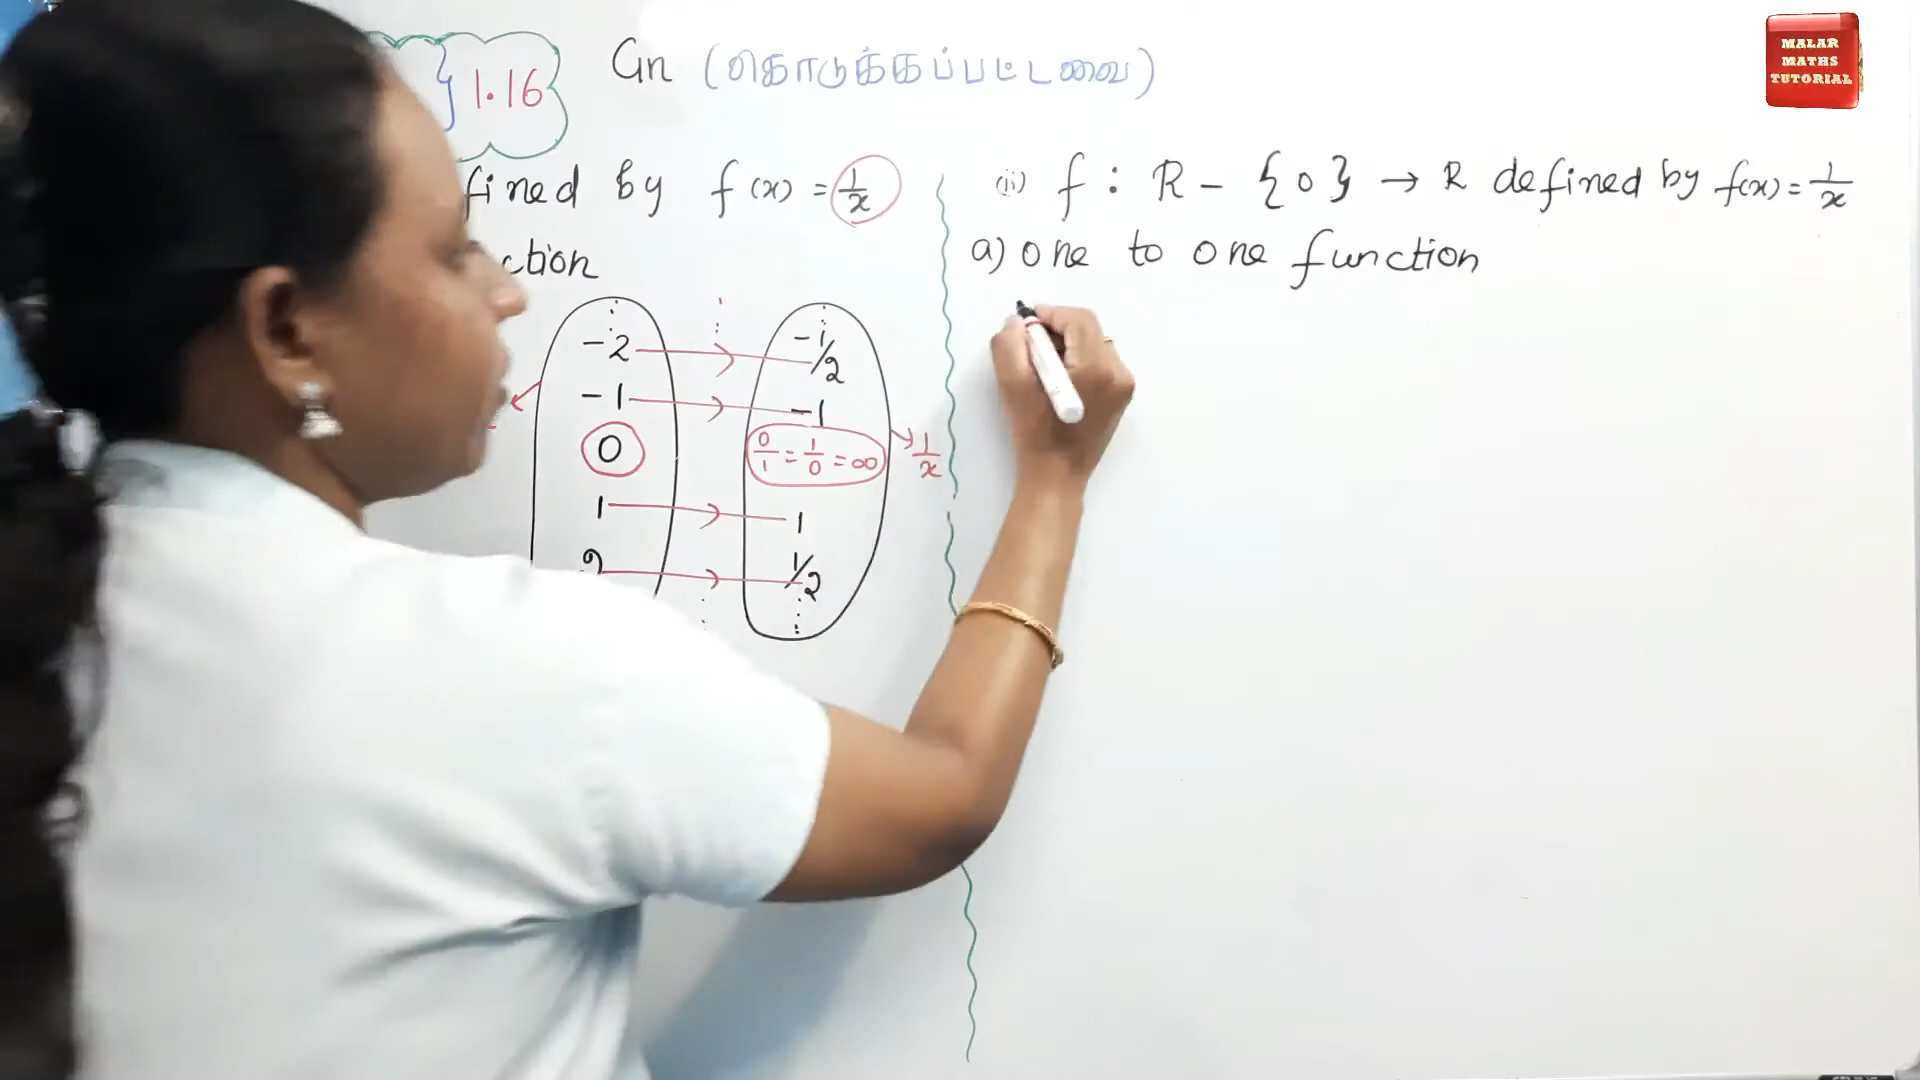 } 1.16
Gn (கொடுக்கப்பட்டவை)
MALAR
MATHS
TUTORIAL
fined by f(x) = 1/x
ction
-2 → -1/2
-1 → -1
0
0/1 = 1/0 = ∞
1/x
1 → 1
2 → 1/2
(ii) f : R - {0} → R defined by f(x) = 1/x
a) one to one function